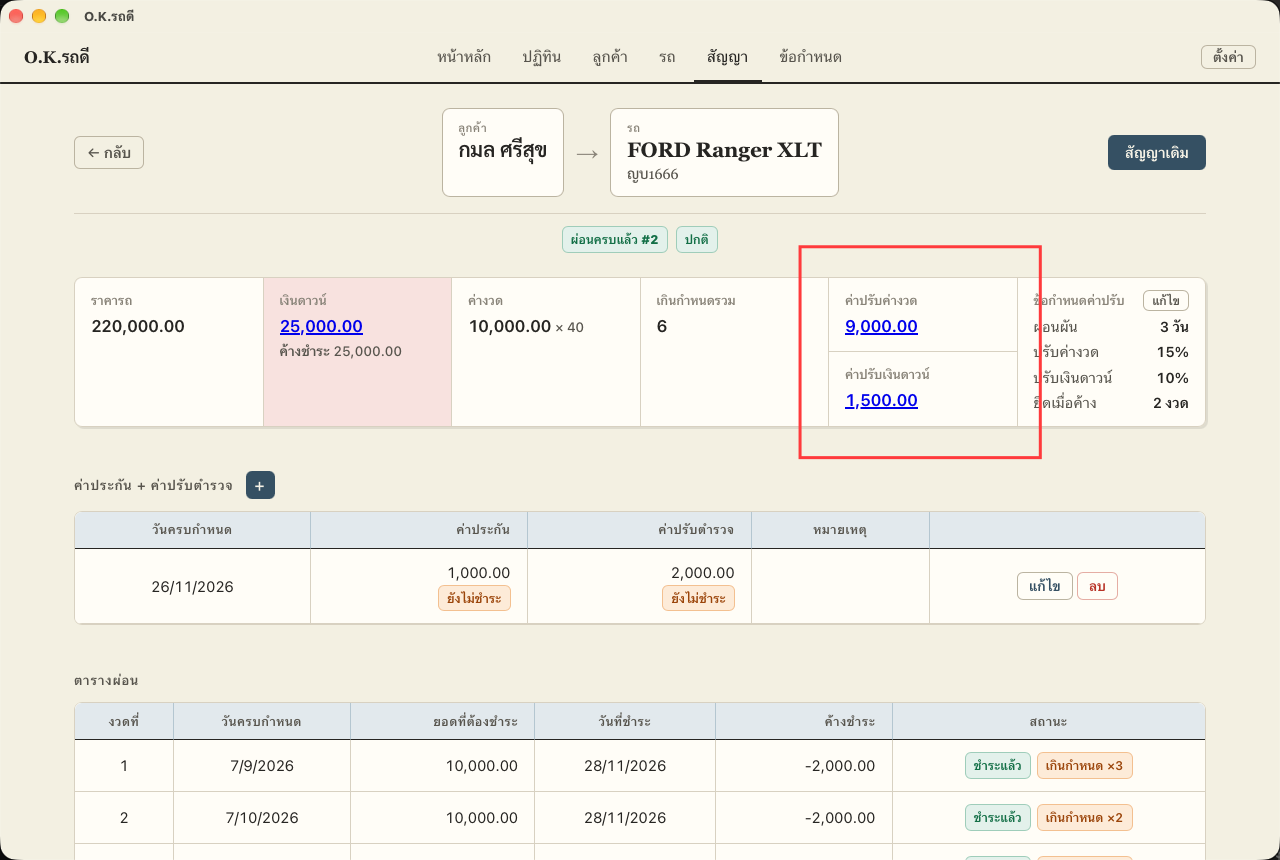 O.K.รถดี
O.K.รถดี
หน้าหลัก ปฏิทิน ลูกค้า รถ สัญญา ข้อกำหนด
ตั้งค่า
← กลับ
ลูกค้า
กมล ศรีสุข
→
รถ
FORD Ranger XLT
ญบ1666
สัญญาเดิม
ผ่อนครบแล้ว #2 ปกติ
ราคารถ
220,000.00
เงินดาวน์
25,000.00
ค้างชำระ 25,000.00
ค่างวด
10,000.00 × 40
เกินกำหนดรวม
6
ค่าปรับค่างวด
9,000.00
ค่าปรับเงินดาวน์
1,500.00
ข้อกำหนดค่าปรับ แก้ไข
ผ่อนผัน 3 วัน
ปรับค่างวด 15%
ปรับเงินดาวน์ 10%
ยึดเมื่อค้าง 2 งวด
ค่าประกัน + ค่าปรับตำรวจ +
วันครบกำหนด ค่าประกัน ค่าปรับตำรวจ หมายเหตุ
26/11/2026 1,000.00 ยังไม่ชำระ 2,000.00 ยังไม่ชำระ แก้ไข ลบ
ตารางผ่อน
งวดที่ วันครบกำหนด ยอดที่ต้องชำระ วันที่ชำระ ค้างชำระ สถานะ
1 7/9/2026 10,000.00 28/11/2026 -2,000.00 ชำระแล้ว เกินกำหนด ×3
2 7/10/2026 10,000.00 28/11/2026 -2,000.00 ชำระแล้ว เกินกำหนด ×2